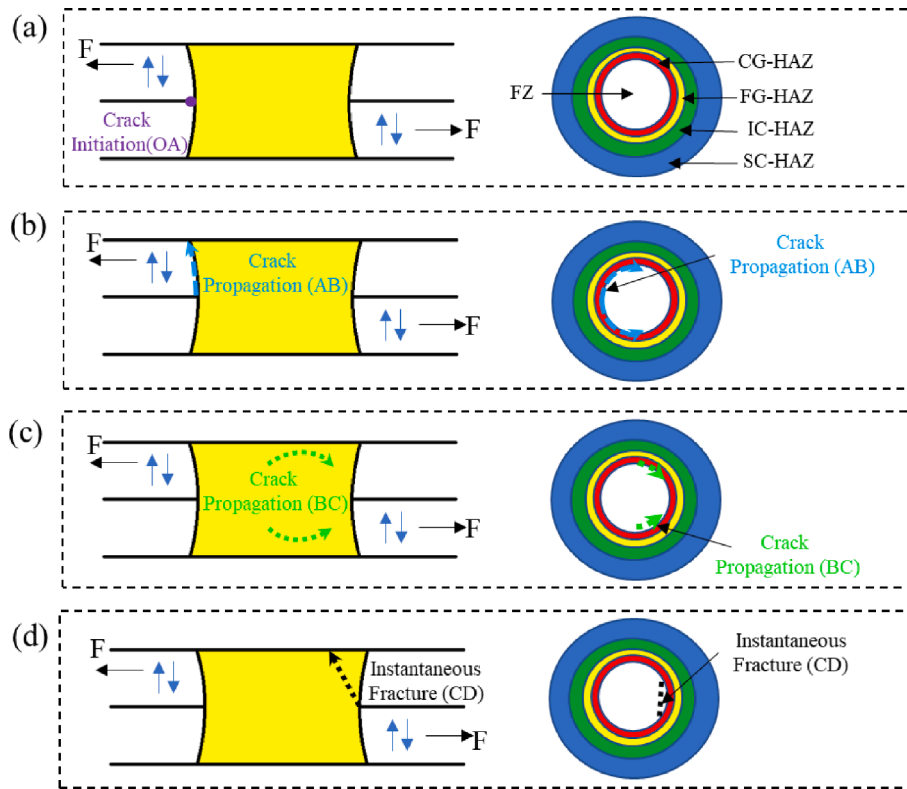 (a)
F
Crack
Initiation(OA)
F
FZ
CG-HAZ
FG-HAZ
IC-HAZ
SC-HAZ
(b)
F
Crack
Propagation (AB)
F
Crack
Propagation (AB)
(c)
F
Crack
Propagation (BC)
F
Crack
Propagation (BC)
(d)
F
Instantaneous
Fracture (CD)
F
Instantaneous
Fracture (CD)